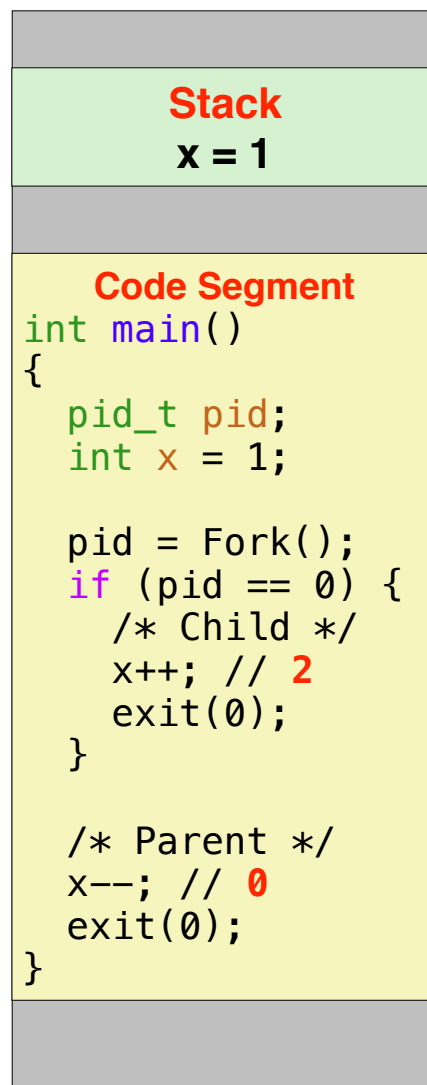 Stack
x = 1
Code Segment
int main()
{
  pid_t pid;
  int x = 1;

  pid = Fork();
  if (pid == 0) {
    /* Child */
    x++; // 2
    exit(0);
  }

  /* Parent */
  x--; // 0
  exit(0);
}